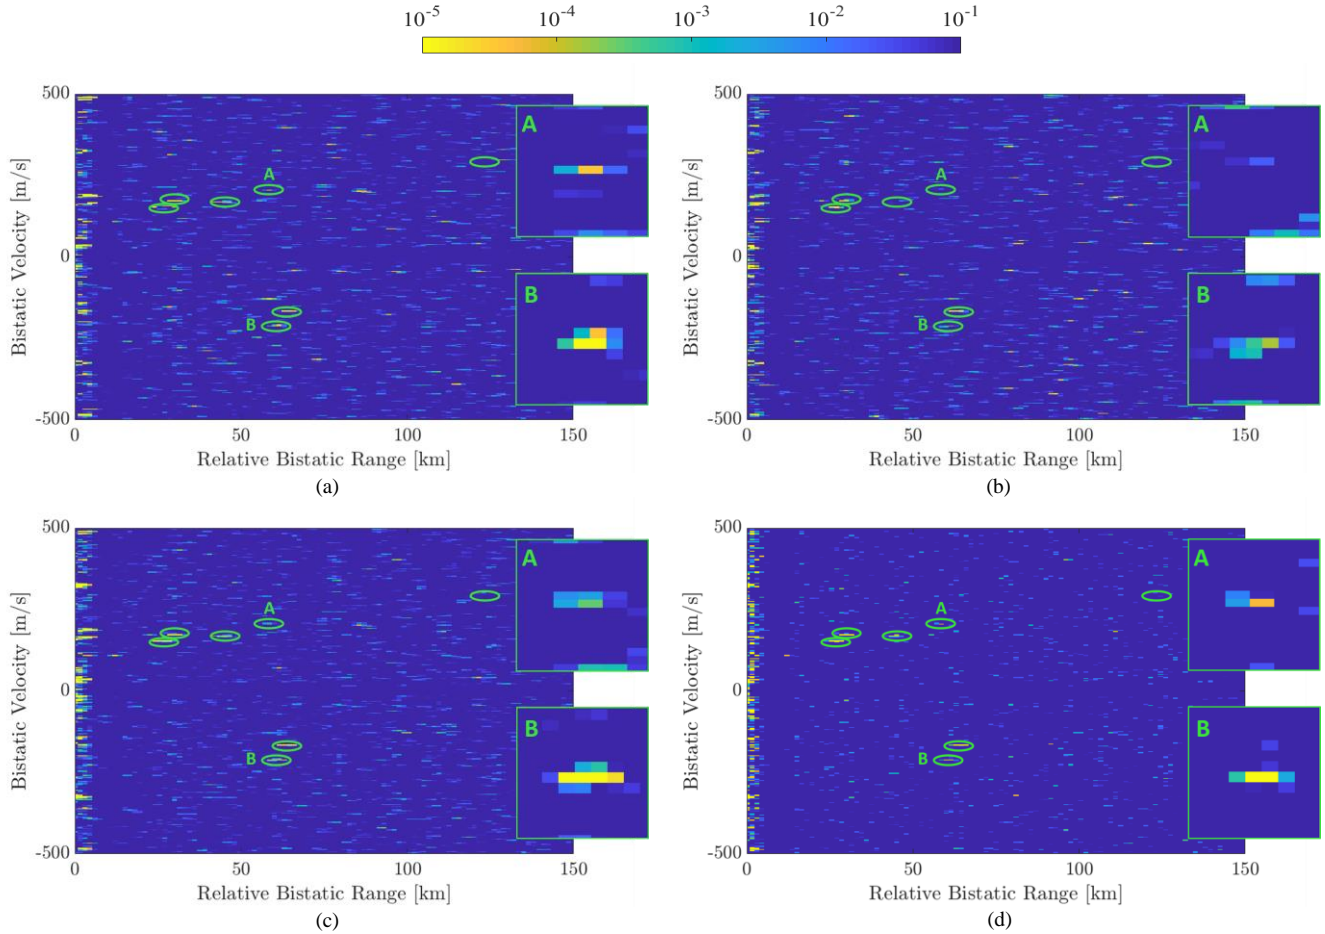 10^-5 10^-4 10^-3 10^-2 10^-1
500
0
-500
Bistatic Velocity [m/s]
A
B
A
B
0 50 100 150
Relative Bistatic Range [km]
(a)
500
0
-500
Bistatic Velocity [m/s]
A
B
A
B
0 50 100 150
Relative Bistatic Range [km]
(b)
500
0
-500
Bistatic Velocity [m/s]
A
B
A
B
0 50 100 150
Relative Bistatic Range [km]
(c)
500
0
-500
Bistatic Velocity [m/s]
A
B
A
B
0 50 100 150
Relative Bistatic Range [km]
(d)